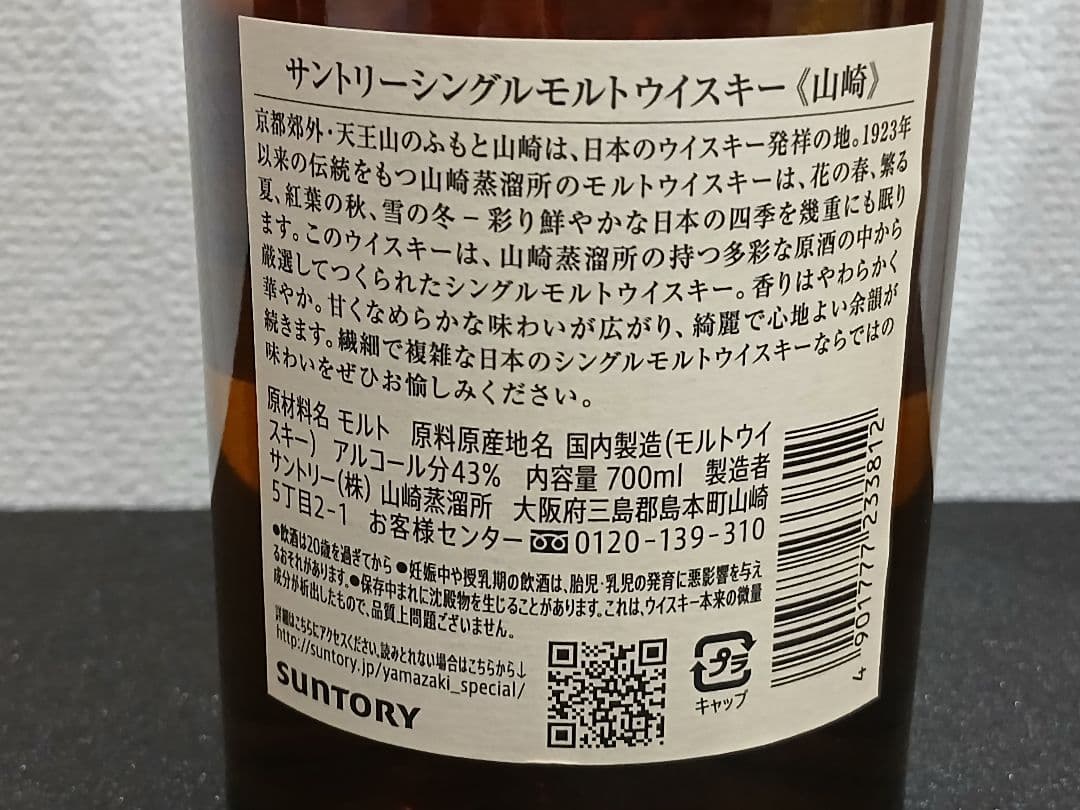 サントリーシングルモルトウイスキー《山崎》
京都郊外・天王山のふもと山崎は、日本のウイスキー発祥の地。1923年
以来の伝統をもつ山崎蒸溜所のモルトウイスキーは、花の春、繁る
夏、紅葉の秋、雪の冬－彩り鮮やかな日本の四季を幾重にも眠り
ます。このウイスキーは、山崎蒸溜所の持つ多彩な原酒の中から
厳選してつくられたシングルモルトウイスキー。香りはやわらかく
華やか。甘くなめらかな味わいが広がり、綺麗で心地よい余韻が
続きます。繊細で複雑な日本のシングルモルトウイスキーならではの
味わいをぜひお愉しみください。
原材料名 モルト 原料原産地名 国内製造(モルトウイ
スキー) アルコール分43% 内容量 700ml 製造者
サントリー(株) 山崎蒸溜所 大阪府三島郡島本町山崎
5丁目2-1 お客様センター 0120-139-310
●飲酒は20歳を過ぎてから ●妊娠中や授乳期の飲酒は、胎児・乳児の発育に悪影響を与え
るおそれがあります。●保存中まれに沈殿物を生じることがあります。これは、ウイスキー本来の微量
成分が析出したもので、品質上問題ございません。
詳細はこちらにアクセスください。読みとれない場合はこちらから↓
http://suntory.jp/yamazaki_special/
SUNTORY
プラ
キャップ
4 901777 233812